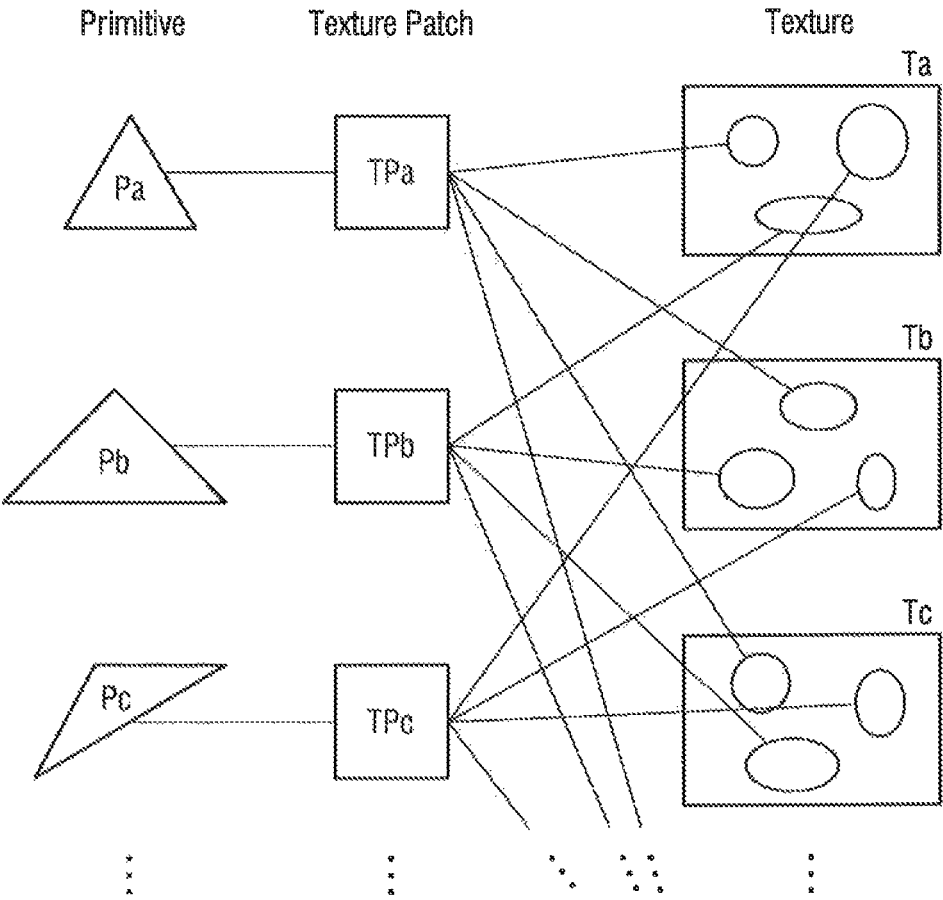 Primitive Texture Patch Texture
Ta
Pa TPa
Tb
Pb TPb
Tc
Pc TPc